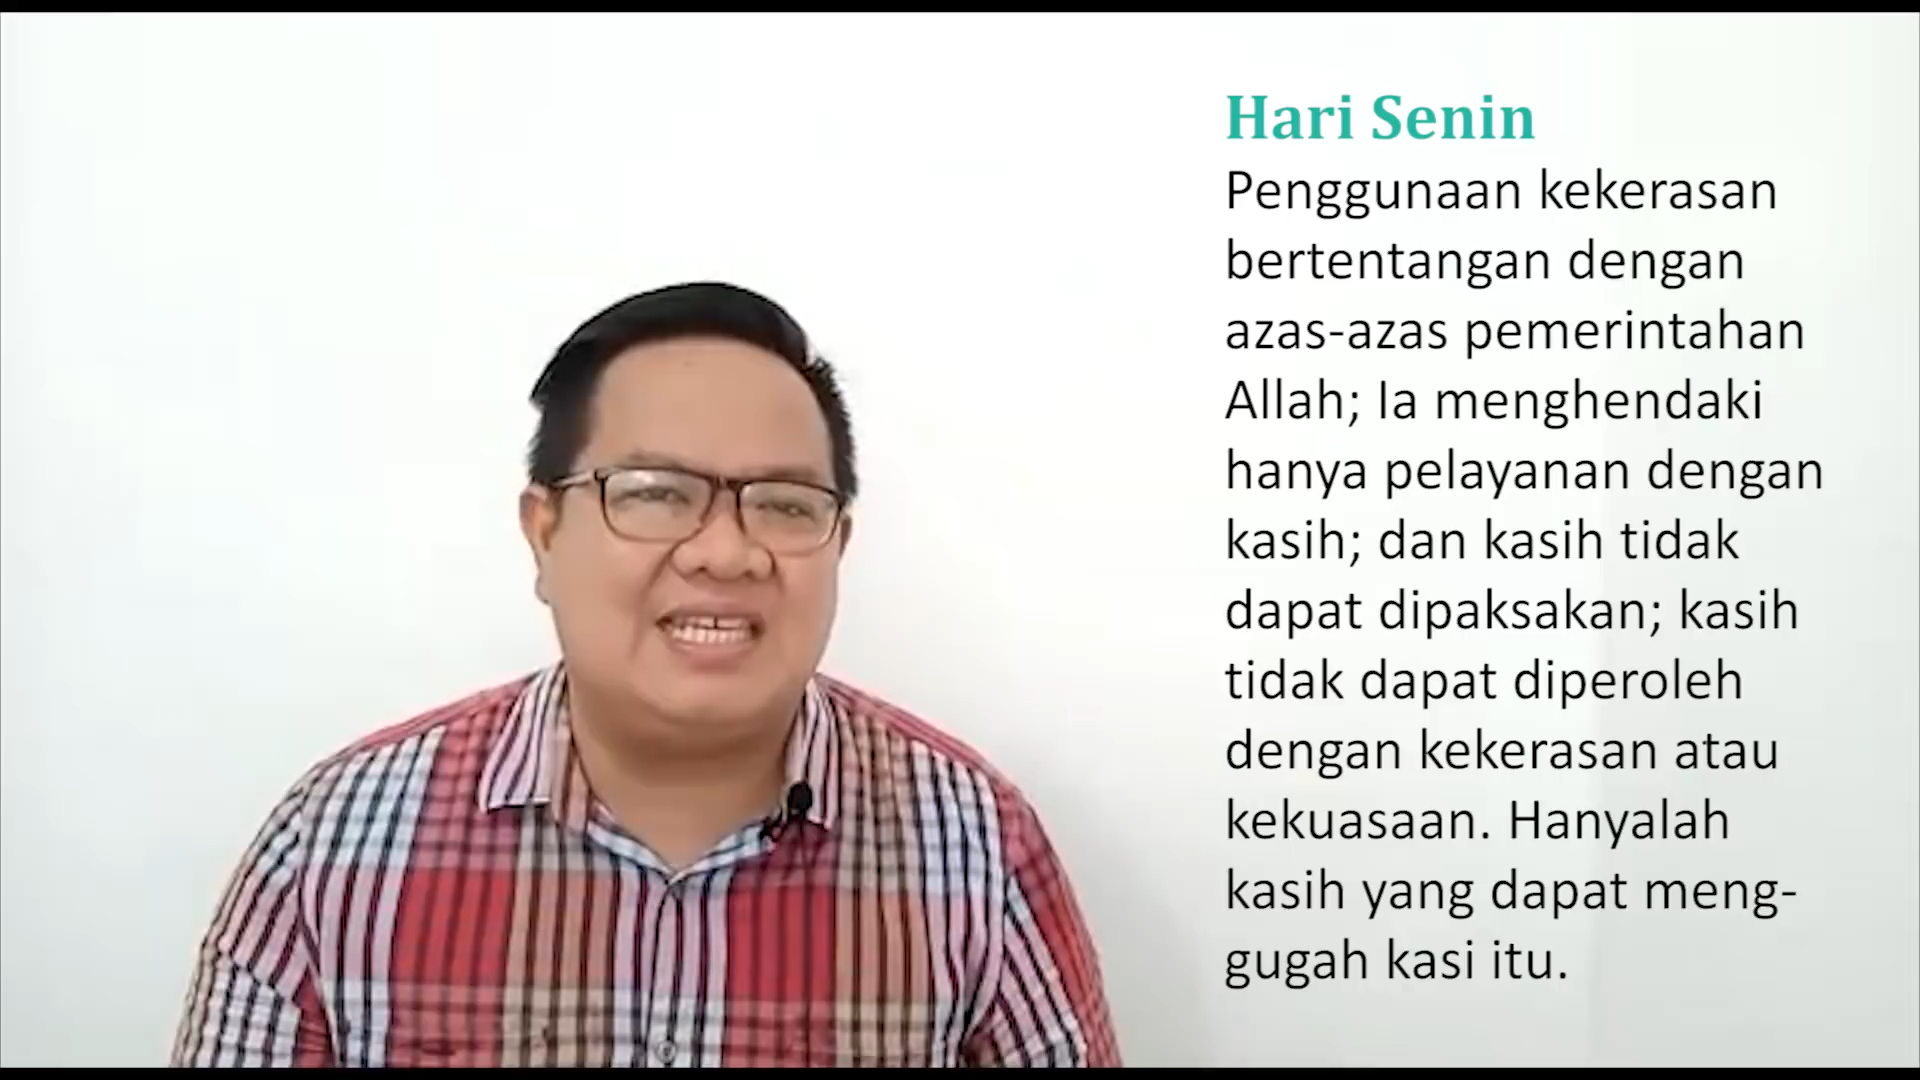 Hari Senin
Penggunaan kekerasan
bertentangan dengan
azas-azas pemerintahan
Allah; Ia menghendaki
hanya pelayanan dengan
kasih; dan kasih tidak
dapat dipaksakan; kasih
tidak dapat diperoleh
dengan kekerasan atau
kekuasaan. Hanyalah
kasih yang dapat meng-
gugah kasi itu.